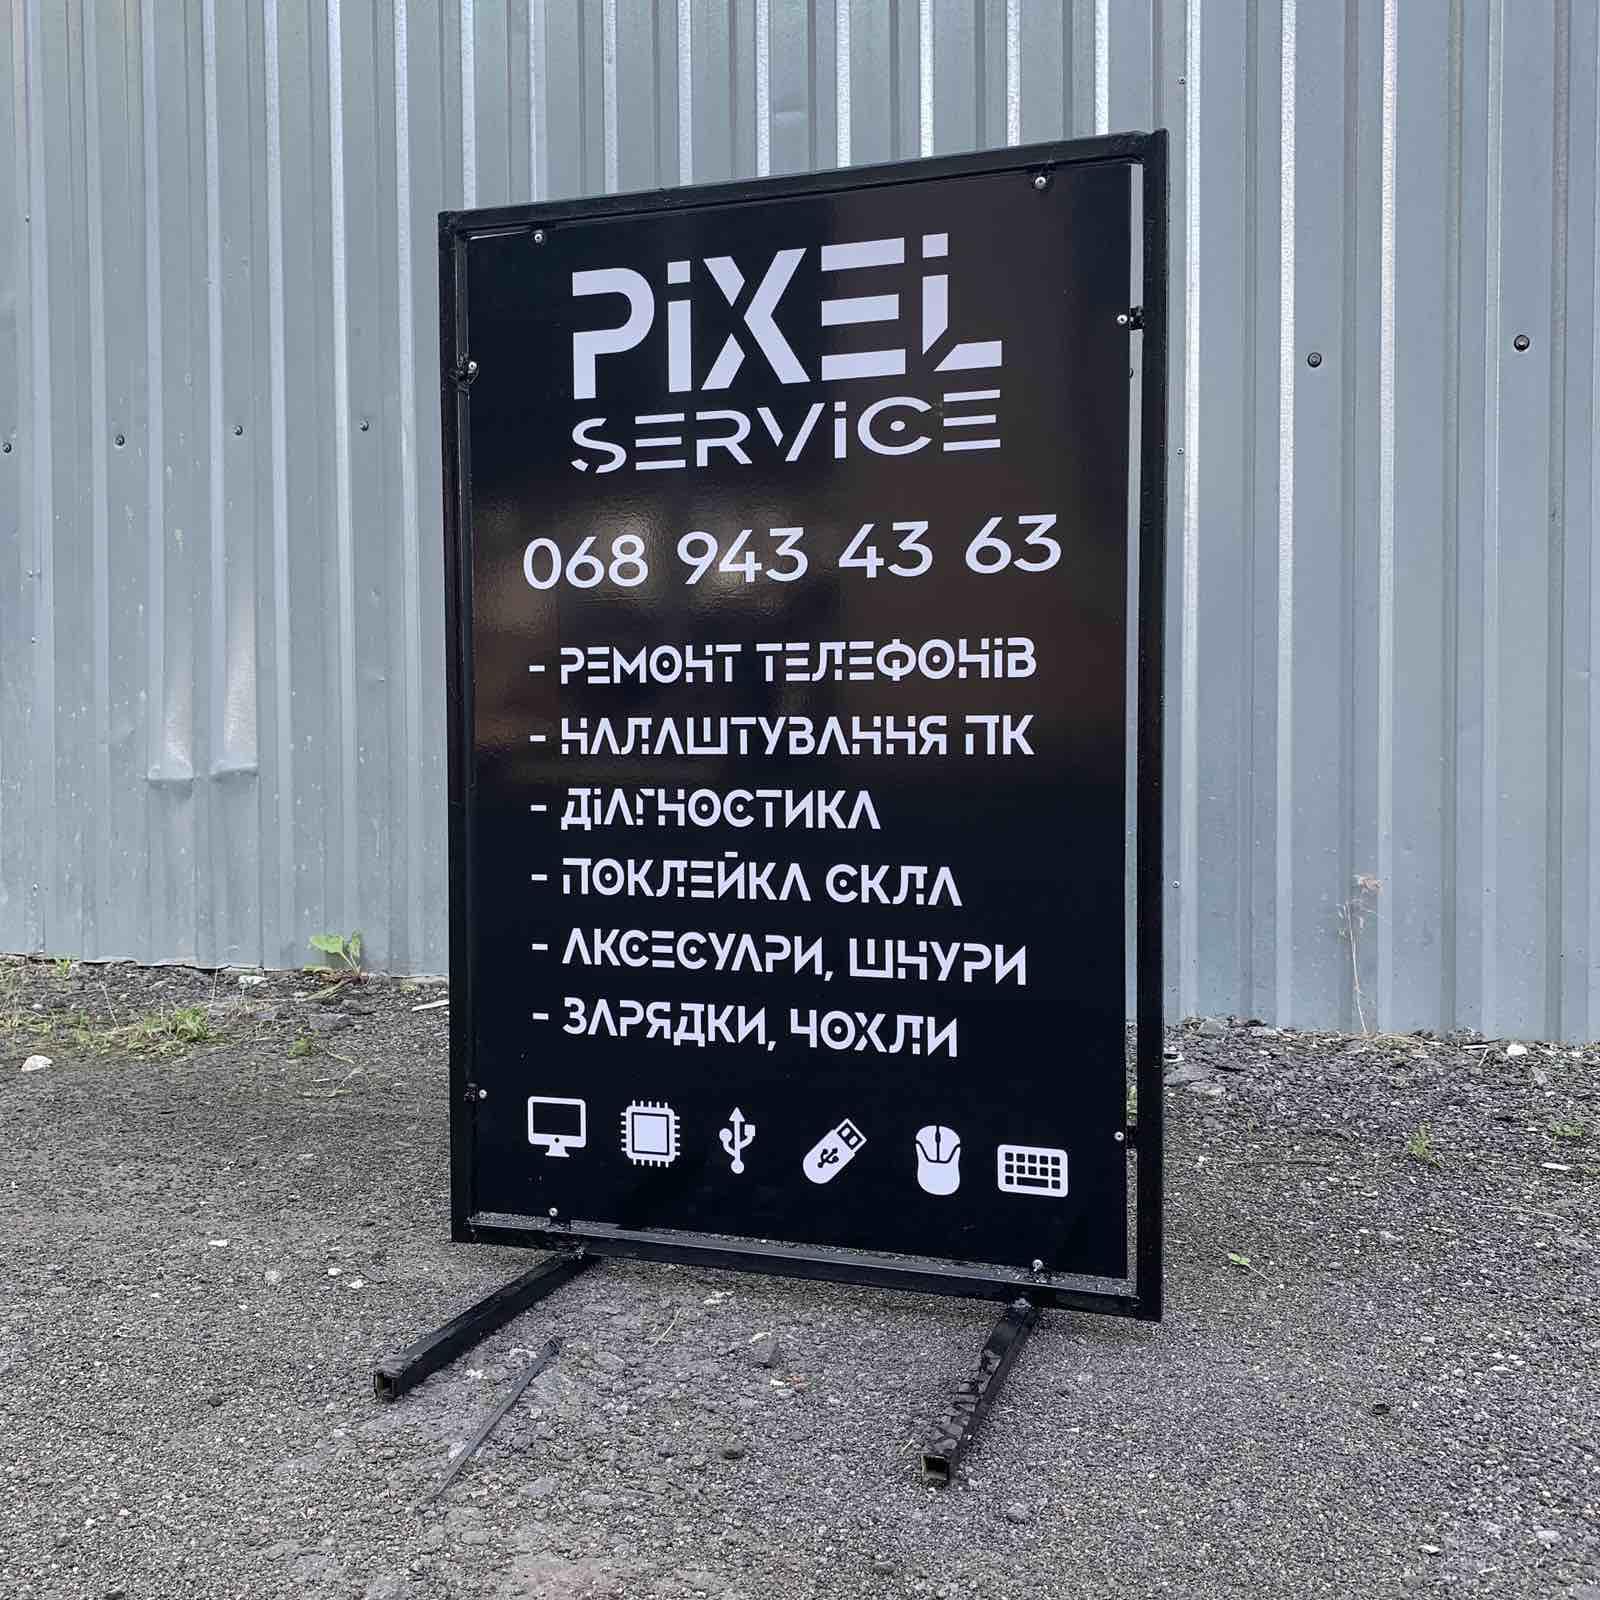 PiXEL
SERViCE
068 943 43 63
- РЕМОНТ ТЕЛЕФОНІВ
- НАЛАШТУВАННЯ ПК
- ДІАГНОСТИКА
- ПОКЛЕЙКА СКЛА
- АКСЕСУАРИ, ШНУРИ
- ЗАРЯДКИ, ЧОХЛИ